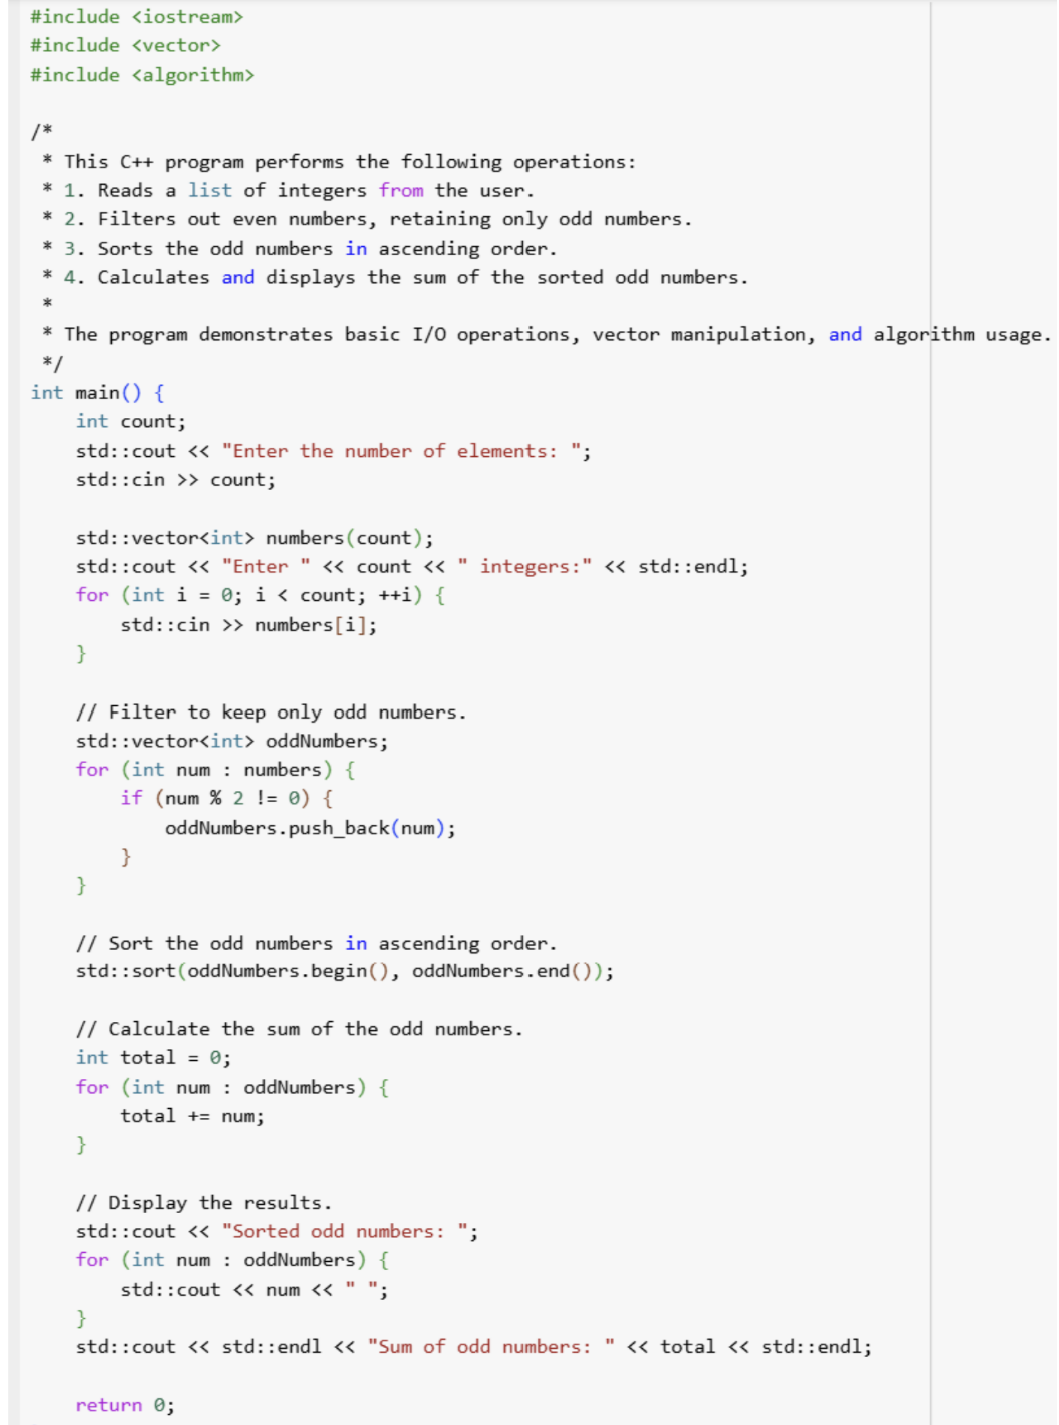 #include <iostream>
#include <vector>
#include <algorithm>

/*
 * This C++ program performs the following operations:
 * 1. Reads a list of integers from the user.
 * 2. Filters out even numbers, retaining only odd numbers.
 * 3. Sorts the odd numbers in ascending order.
 * 4. Calculates and displays the sum of the sorted odd numbers.
 *
 * The program demonstrates basic I/O operations, vector manipulation, and algorithm usage.
 */
int main() {
    int count;
    std::cout << "Enter the number of elements: ";
    std::cin >> count;

    std::vector<int> numbers(count);
    std::cout << "Enter " << count << " integers:" << std::endl;
    for (int i = 0; i < count; ++i) {
        std::cin >> numbers[i];
    }

    // Filter to keep only odd numbers.
    std::vector<int> oddNumbers;
    for (int num : numbers) {
        if (num % 2 != 0) {
            oddNumbers.push_back(num);
        }
    }

    // Sort the odd numbers in ascending order.
    std::sort(oddNumbers.begin(), oddNumbers.end());

    // Calculate the sum of the odd numbers.
    int total = 0;
    for (int num : oddNumbers) {
        total += num;
    }

    // Display the results.
    std::cout << "Sorted odd numbers: ";
    for (int num : oddNumbers) {
        std::cout << num << " ";
    }
    std::cout << std::endl << "Sum of odd numbers: " << total << std::endl;

    return 0;